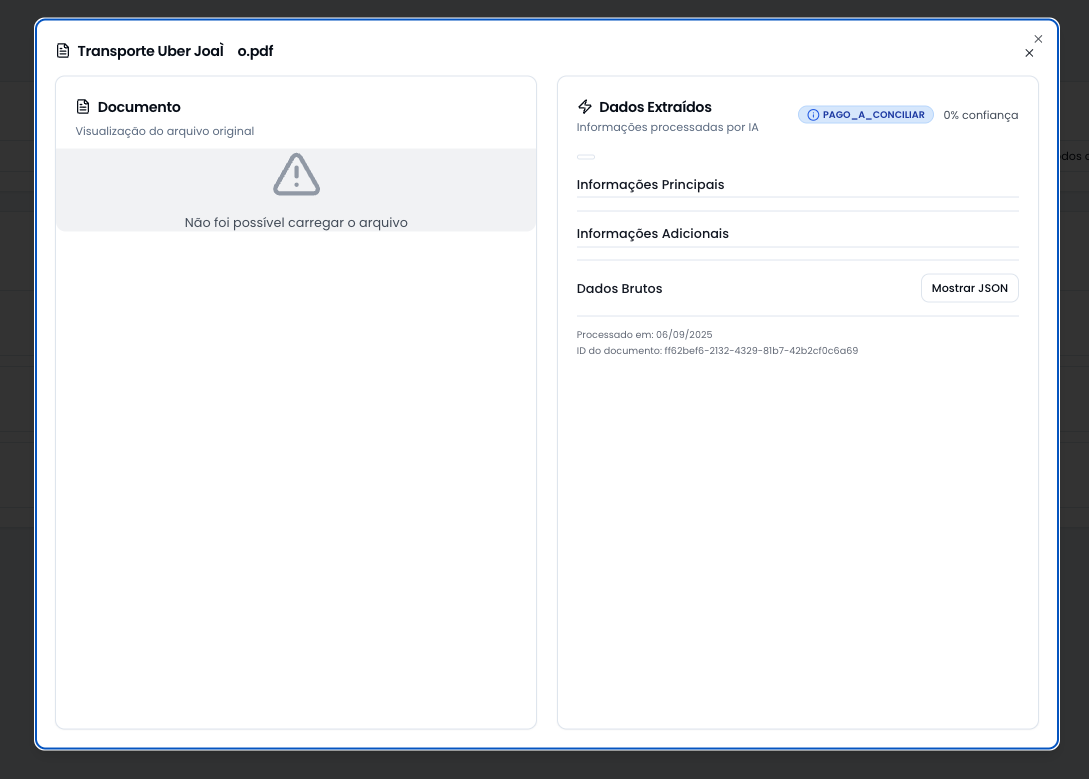 Transporte Uber JoaÌ o.pdf
Documento
Visualização do arquivo original
Não foi possível carregar o arquivo
Dados Extraídos
Informações processadas por IA
PAGO_A_CONCILIAR
0% confiança
Informações Principais
Informações Adicionais
Dados Brutos
Mostrar JSON
Processado em: 06/09/2025
ID do documento: ff62bef6-2132-4329-81b7-42b2cf0c6a69